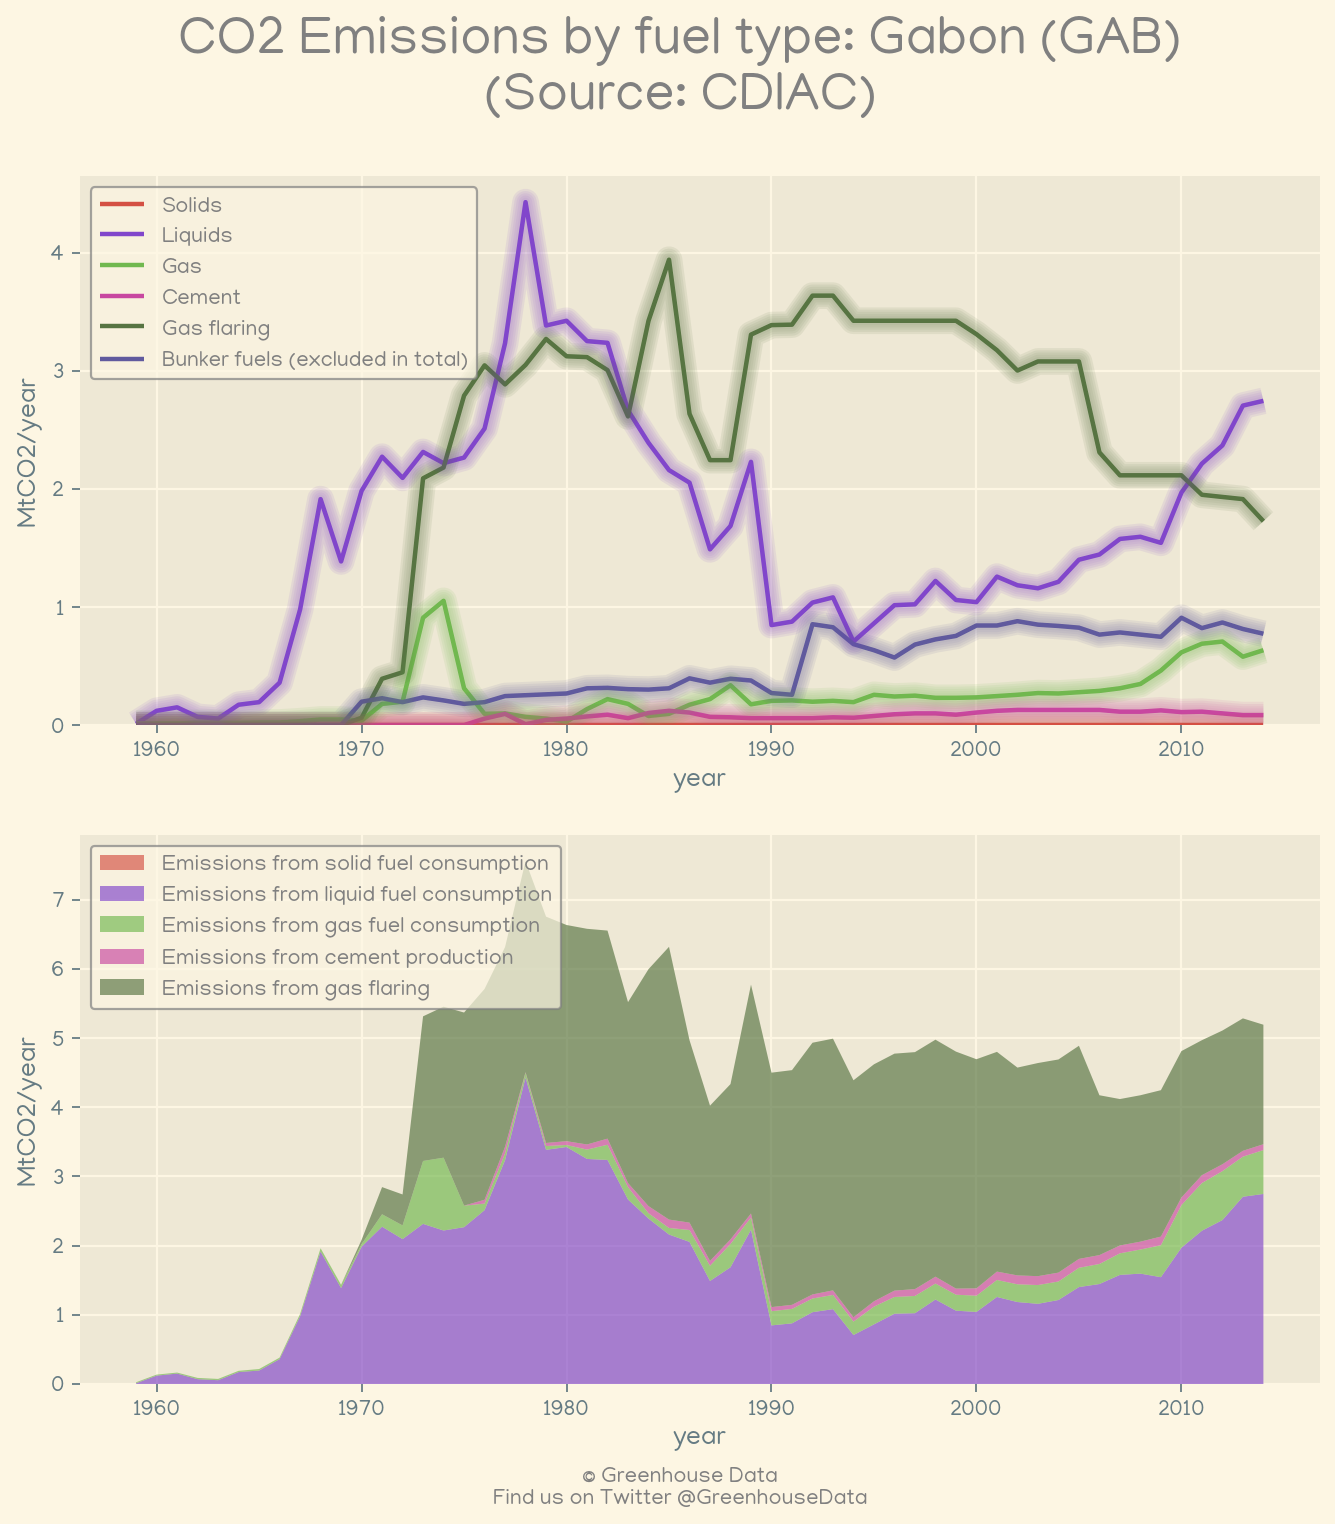 CO2 Emissions by fuel type: Gabon (GAB)
(Source: CDIAC)
Solids
Liquids
Gas
Cement
Gas flaring
Bunker fuels (excluded in total)
MtCO2/year
4
3
2
1
0
1960 1970 1980 1990 2000 2010
year
Emissions from solid fuel consumption
Emissions from liquid fuel consumption
Emissions from gas fuel consumption
Emissions from cement production
Emissions from gas flaring
MtCO2/year
7
6
5
4
3
2
1
0
1960 1970 1980 1990 2000 2010
year
© Greenhouse Data
Find us on Twitter @GreenhouseData